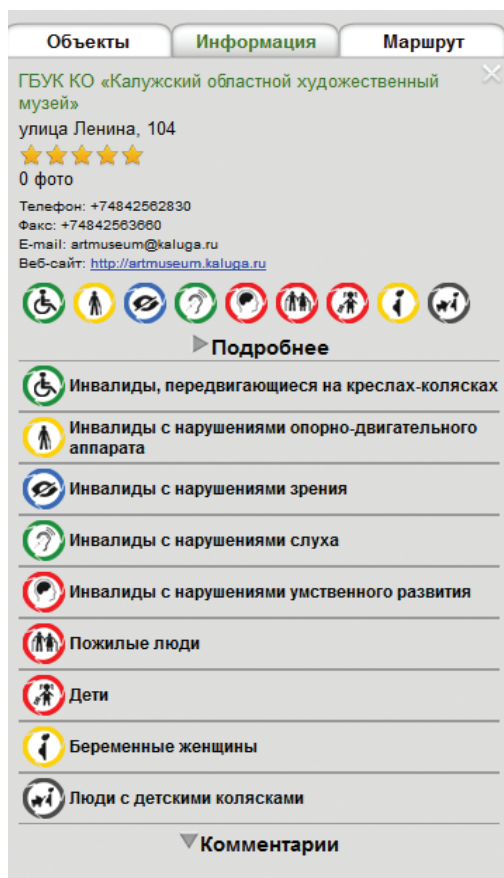 Объекты Информация Маршрут
ГБУК КО «Калужский областной художественный
музей»
улица Ленина, 104
0 фото
Телефон: +74842562830
Факс: +74842563660
E-mail: artmuseum@kaluga.ru
Веб-сайт: http://artmuseum.kaluga.ru
Подробнее
Инвалиды, передвигающиеся на креслах-колясках
Инвалиды с нарушениями опорно-двигательного
аппарата
Инвалиды с нарушениями зрения
Инвалиды с нарушениями слуха
Инвалиды с нарушениями умственного развития
Пожилые люди
Дети
Беременные женщины
Люди с детскими колясками
Комментарии